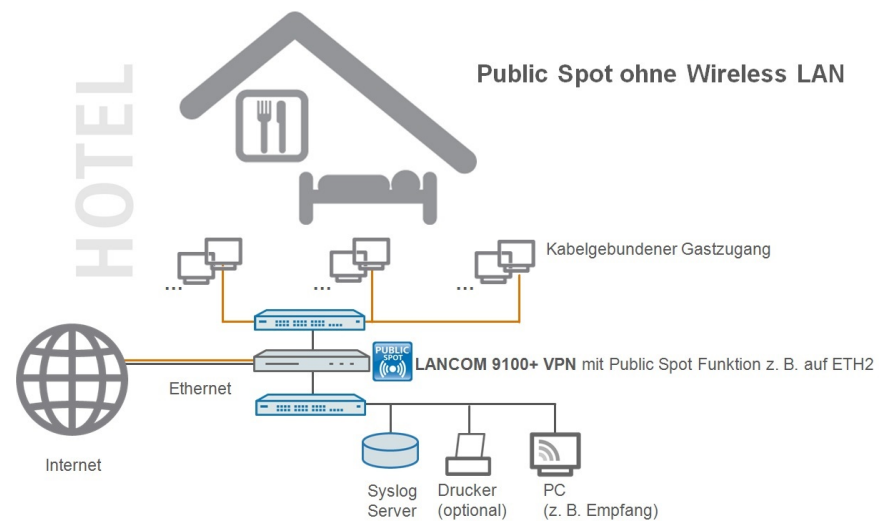 HOTEL
Public Spot ohne Wireless LAN
Kabelgebundener Gastzugang
...
...
...
PUBLIC
SPOT
LANCOM 9100+ VPN mit Public Spot Funktion z. B. auf ETH2
Ethernet
Internet
Syslog
Server
Drucker
(optional)
PC
(z. B. Empfang)